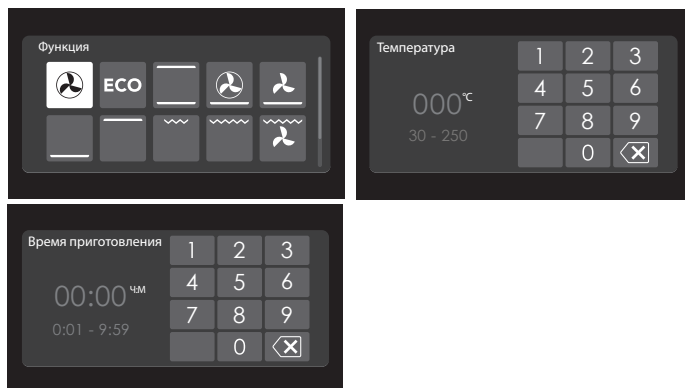 Функция
ECO
Температура
000°C
30 - 250
1 2 3
4 5 6
7 8 9
0
Время приготовления
00:00 ч:м
0:01 - 9:59
1 2 3
4 5 6
7 8 9
0